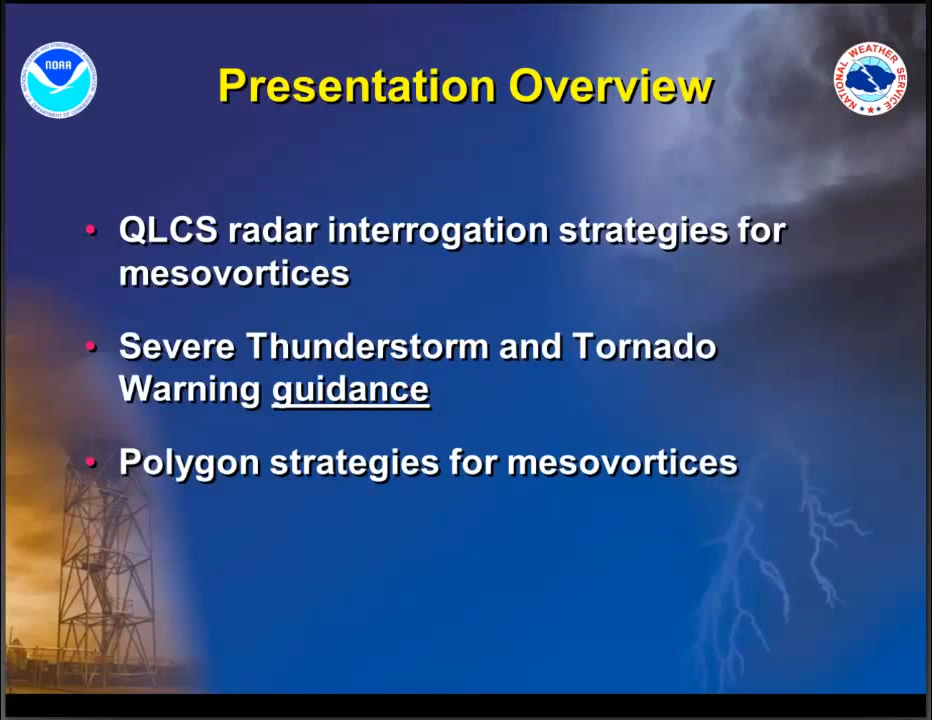 NOAA
NATIONAL WEATHER SERVICE
Presentation Overview
• QLCS radar interrogation strategies for
mesovortices
• Severe Thunderstorm and Tornado
Warning guidance
• Polygon strategies for mesovortices